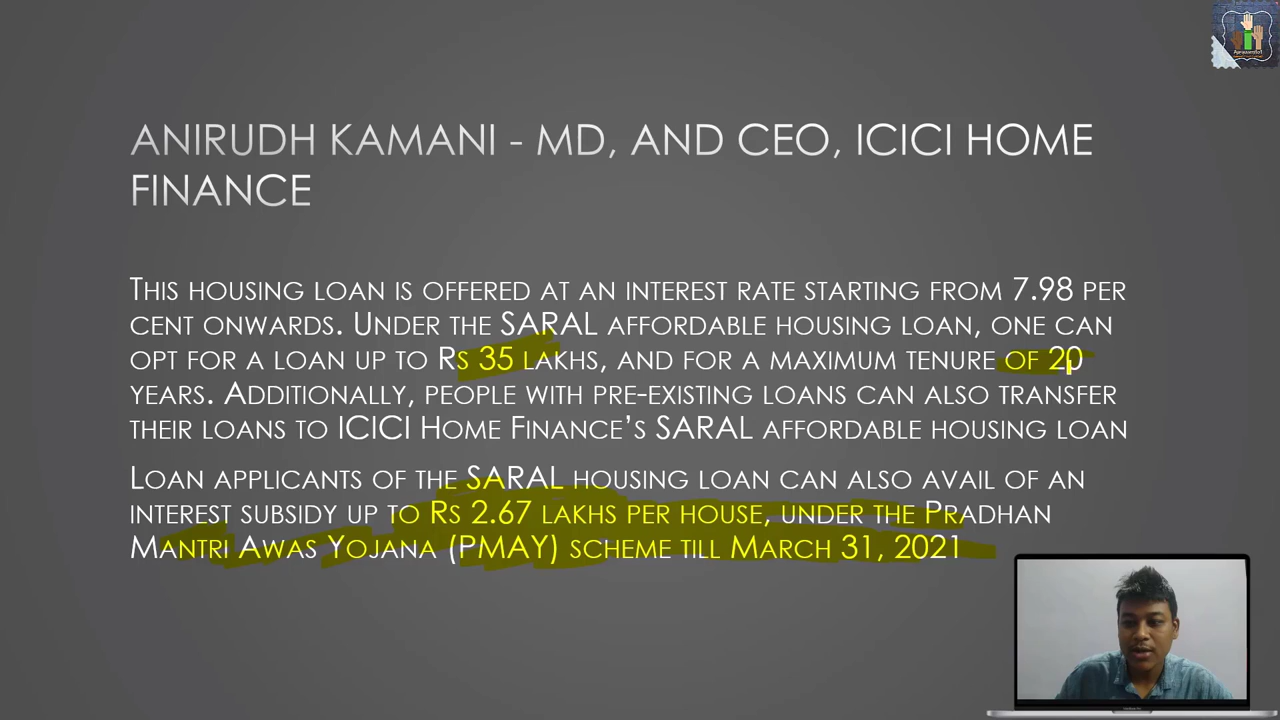 ANIRUDH KAMANI - MD, AND CEO, ICICI HOME
FINANCE
THIS HOUSING LOAN IS OFFERED AT AN INTEREST RATE STARTING FROM 7.98 PER
CENT ONWARDS. UNDER THE SARAL AFFORDABLE HOUSING LOAN, ONE CAN
OPT FOR A LOAN UP TO RS 35 LAKHS, AND FOR A MAXIMUM TENURE OF 20
YEARS. ADDITIONALLY, PEOPLE WITH PRE-EXISTING LOANS CAN ALSO TRANSFER
THEIR LOANS TO ICICI HOME FINANCE’S SARAL AFFORDABLE HOUSING LOAN
LOAN APPLICANTS OF THE SARAL HOUSING LOAN CAN ALSO AVAIL OF AN
INTEREST SUBSIDY UP TO RS 2.67 LAKHS PER HOUSE, UNDER THE PRADHAN
MANTRI AWAS YOJANA (PMAY) SCHEME TILL MARCH 31, 2021